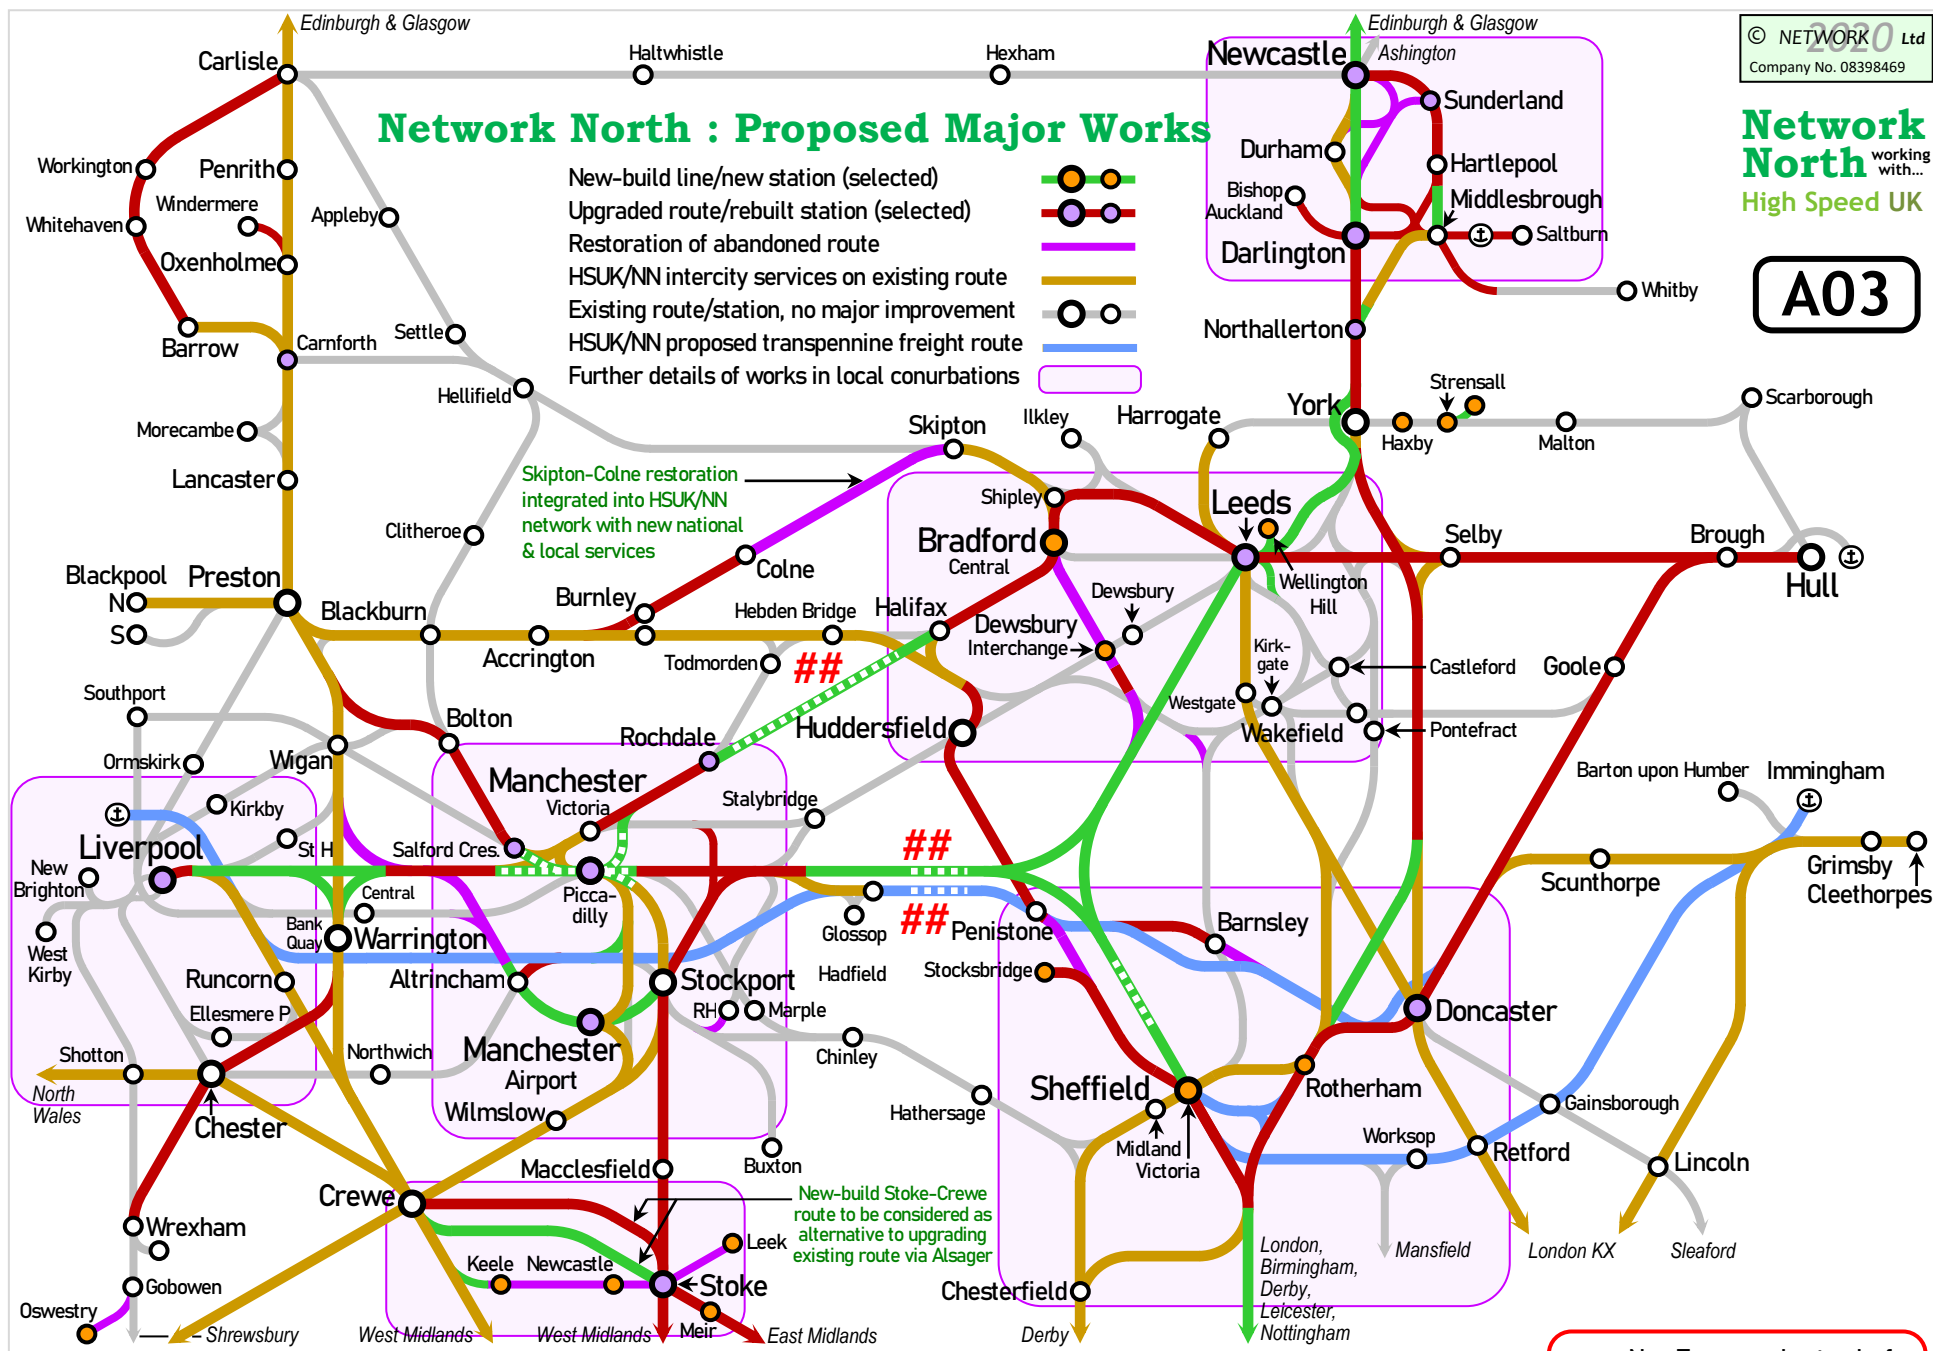 Edinburgh & Glasgow
Edinburgh & Glasgow
© NETWORK 2020 Ltd
Company No. 08398469
Carlisle
Haltwhistle
Hexham
Newcastle
Ashington
Network North : Proposed Major Works
Network
North working
with...
High Speed UK
A03
New-build line/new station (selected)
Upgraded route/rebuilt station (selected)
Restoration of abandoned route
HSUK/NN intercity services on existing route
Existing route/station, no major improvement
HSUK/NN proposed transpennine freight route
Further details of works in local conurbations
Sunderland
Durham
Hartlepool
Bishop
Auckland
Middlesbrough
Saltburn
Darlington
Whitby
Northallerton
Workington
Penrith
Windermere
Whitehaven
Appleby
Oxenholme
Settle
Barrow
Carnforth
Hellifield
Morecambe
Lancaster
Clitheroe
Skipton
Ilkley
Harrogate
York
Strensall
Haxby
Malton
Scarborough
Skipton-Colne restoration
integrated into HSUK/NN
network with new national
& local services
Shipley
Leeds
Bradford
Central
Selby
Brough
Hull
Wellington
Hill
Colne
Blackpool
N
S
Preston
Blackburn
Burnley
Hebden Bridge
Halifax
Dewsbury
Dewsbury
Interchange
Accrington
Todmorden
##
Kirk-
gate
Castleford
Goole
Westgate
Wakefield
Pontefract
Southport
Bolton
Rochdale
Huddersfield
Ormskirk
Wigan
Manchester
Victoria
Stalybridge
Barton upon Humber
Immingham
Kirkby
Liverpool
St H
Salford Cres.
##
New
Brighton
Central
Picca-
dilly
Scunthorpe
Grimsby
Cleethorpes
Bank
Quay
Warrington
Glossop
##
Penistone
Barnsley
West
Kirby
Runcorn
Altrincham
Stockport
Hadfield
Stocksbridge
Ellesmere P
RH
Marple
Doncaster
Shotton
Northwich
Manchester
Airport
Chinley
North
Wales
Chester
Wilmslow
Hathersage
Sheffield
Rotherham
Gainsborough
Midland
Victoria
Worksop
Retford
Lincoln
Macclesfield
Buxton
Crewe
New-build Stoke-Crewe
route to be considered as
alternative to upgrading
existing route via Alsager
Wrexham
Leek
Keele
Newcastle
Stoke
London,
Birmingham,
Derby,
Leicester,
Nottingham
Mansfield
London KX
Sleaford
Gobowen
Chesterfield
Oswestry
Shrewsbury
West Midlands
West Midlands
Meir
East Midlands
Derby